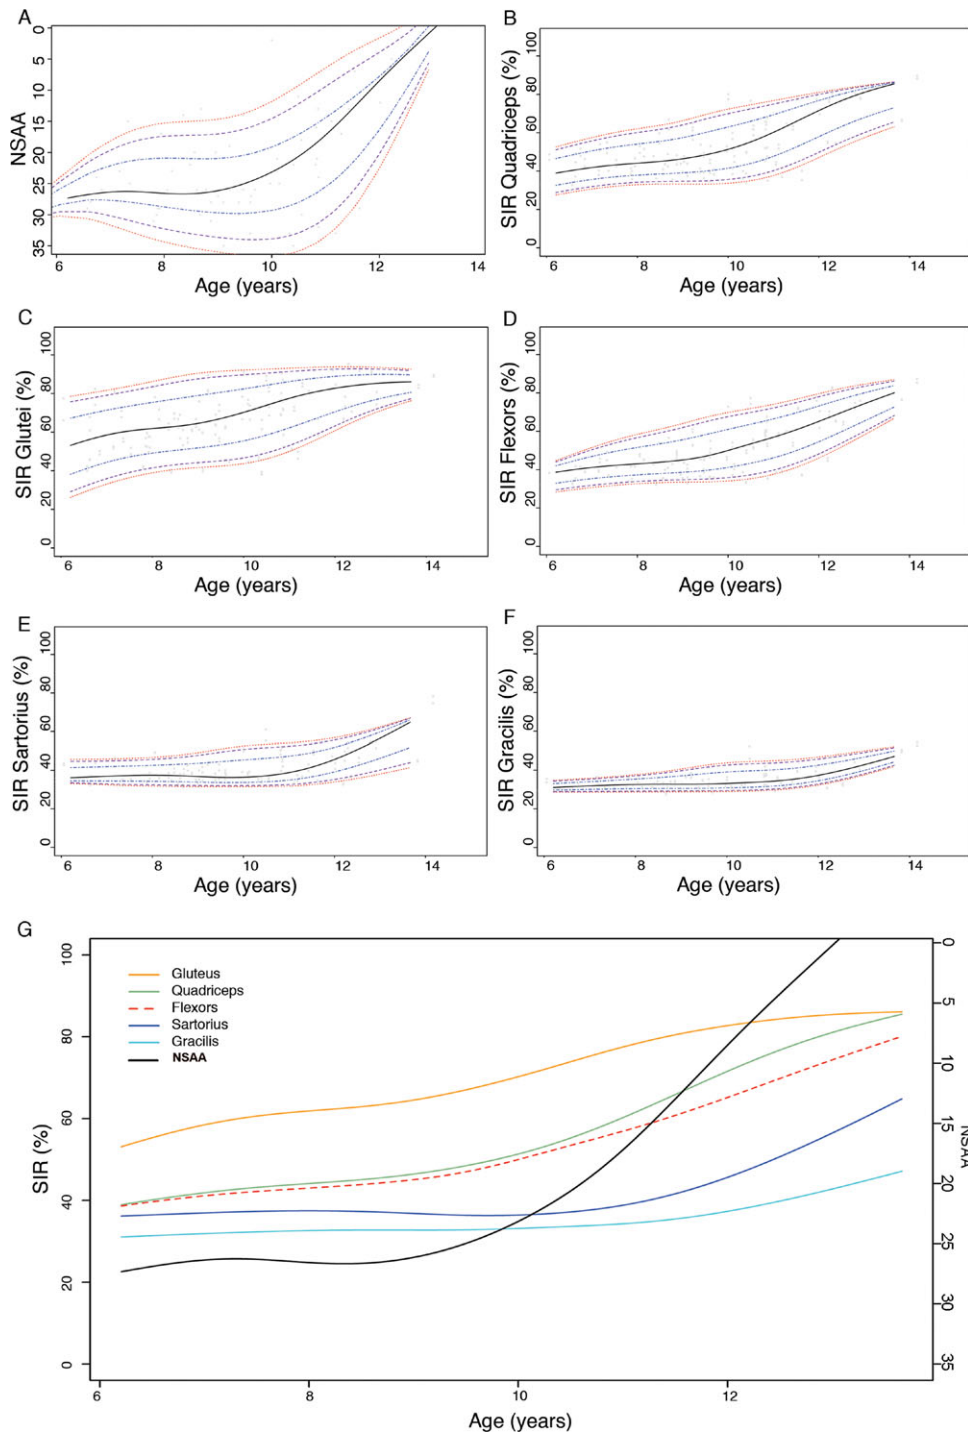 A
NSAA
0
5
10
15
20
25
30
35
6 8 10 12 14
Age (years)
B
SIR Quadriceps (%)
100
80
60
40
20
0
6 8 10 12 14
Age (years)
C
SIR Glutei (%)
100
80
60
40
20
0
6 8 10 12 14
Age (years)
D
SIR Flexors (%)
100
80
60
40
20
0
6 8 10 12 14
Age (years)
E
SIR Sartorius (%)
100
80
60
40
20
0
6 8 10 12 14
Age (years)
F
SIR Gracilis (%)
100
80
60
40
20
0
6 8 10 12 14
Age (years)
G
SIR (%)
100
80
60
40
20
0
Gluteus
Quadriceps
Flexors
Sartorius
Gracilis
NSAA
0
5
10
15
20
25
30
35
NSAA
6 8 10 12
Age (years)